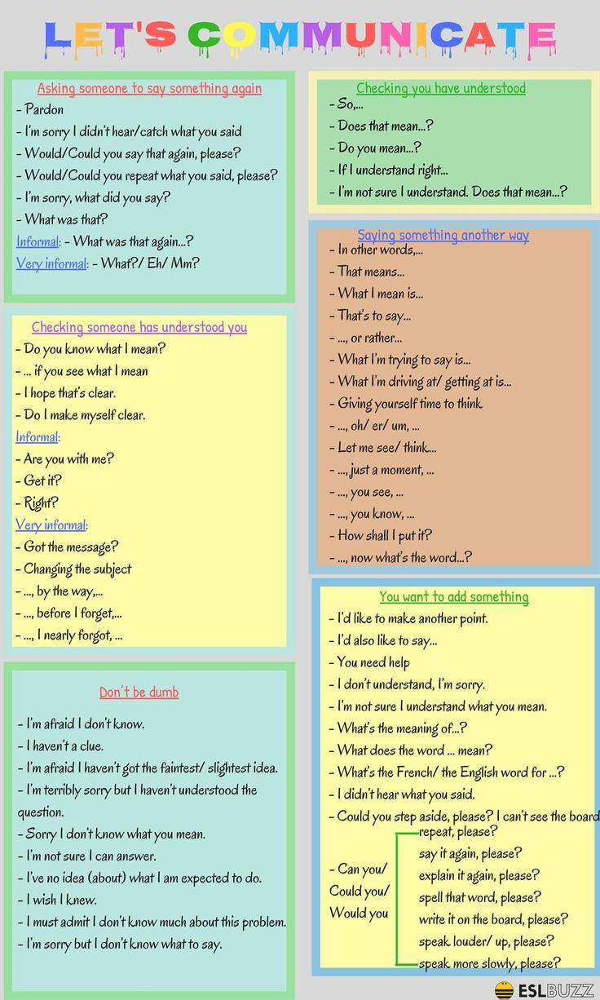 LET'S COMMUNICATE
Asking someone to say something again
- Pardon
- I'm sorry I didn't hear/catch what you said
- Would/Could you say that again, please?
- Would/Could you repeat what you said, please?
- I'm sorry, what did you say?
- What was that?
Informal: - What was that again...?
Very informal: - What?/ Eh/ Mm?
Checking someone has understood you
- Do you know what I mean?
- ... if you see what I mean
- I hope that's clear.
- Do I make myself clear.
Informal:
- Are you with me?
- Get it?
- Right?
Very informal:
- Got the message?
- Changing the subject
- ..., by the way,...
- ..., before I forget,...
- ..., I nearly forgot, ...
Don't be dumb
- I'm afraid I don't know.
- I haven't a clue.
- I'm afraid I haven't got the faintest/ slightest idea.
- I'm terribly sorry but I haven't understood the
question.
- Sorry I don't know what you mean.
- I'm not sure I can answer.
- I've no idea (about) what I am expected to do.
- I wish I knew.
- I must admit I don't know much about this problem.
- I'm sorry but I don't know what to say.
Checking you have understood
- So,...
- Does that mean...?
- Do you mean...?
- If I understand right...
- I'm not sure I understand. Does that mean...?
Saying something another way
- In other words,...
- That means...
- What I mean is...
- That's to say...
- ..., or rather...
- What I'm trying to say is...
- What I'm driving at/ getting at is...
- Giving yourself time to think
- ..., oh/ er/ um, ...
- Let me see/ think...
- ..., just a moment, ...
- ..., you see, ...
- ..., you know, ...
- How shall I put it?
- ..., now what's the word...?
You want to add something
- I'd like to make another point.
- I'd also like to say...
- You need help
- I don't understand, I'm sorry.
- I'm not sure I understand what you mean.
- What's the meaning of...?
- What does the word ... mean?
- What's the French/ the English word for ...?
- I didn't hear what you said.
- Could you step aside, please? I can't see the board
- Can you/
Could you/
Would you
repeat, please?
say it again, please?
explain it again, please?
spell that word, please?
write it on the board, please?
speak louder/ up, please?
speak more slowly, please?
ESLBUZZ